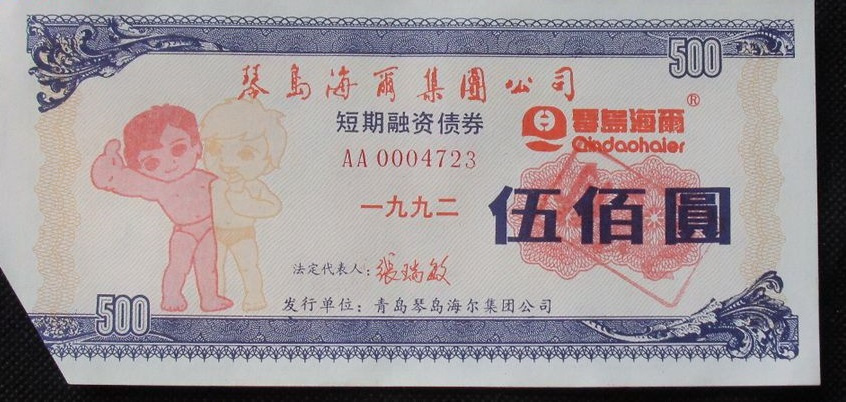 500
琴島海爾集團公司
短期融资债券
琴島海爾®
Qindaohaier
AA 0004723
一九九二
伍佰圓
法定代表人:張瑞敏
发行单位:青岛琴岛海尔集团公司
500